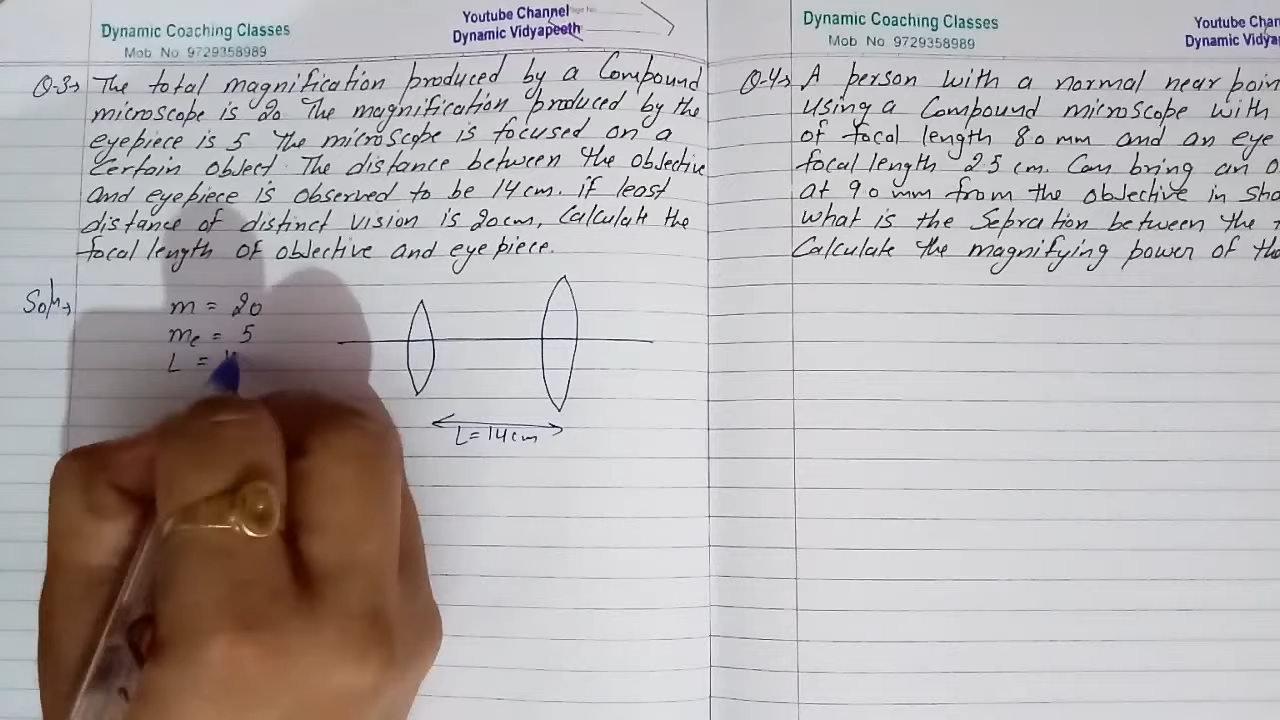 Dynamic Coaching Classes
Mob No 9729358989
Youtube Channel
Dynamic Vidyapeeth
Q-3→ The total magnification produced by a Compound
microscope is 20 The magnification produced by the
eyepiece is 5 The microscope is focused on a
Certain object. The distance between the objective
and eyepiece is observed to be 14 cm. if least
distance of distinct vision is 20cm, Calculate the
focal length of objective and eyepiece.
Soln→
m = 20
me = 5
L =
L = 14cm
Dynamic Coaching Classes
Mob No 9729358989
Youtube Chan
Dynamic Vidya
Q-4→ A person with a normal near poin
Using a Compound microscope with
of focal length 8.0 mm and an eye
focal length 2.5 cm. Can bring an o
at 9.0 mm from the objective in sha
what is the Sepration between the
Calculate the magnifying power of the